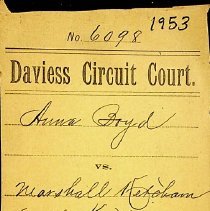 1953
No. 6098
Daviess Circuit Court.
Anna Boyd
vs.
Marshall Ketcham